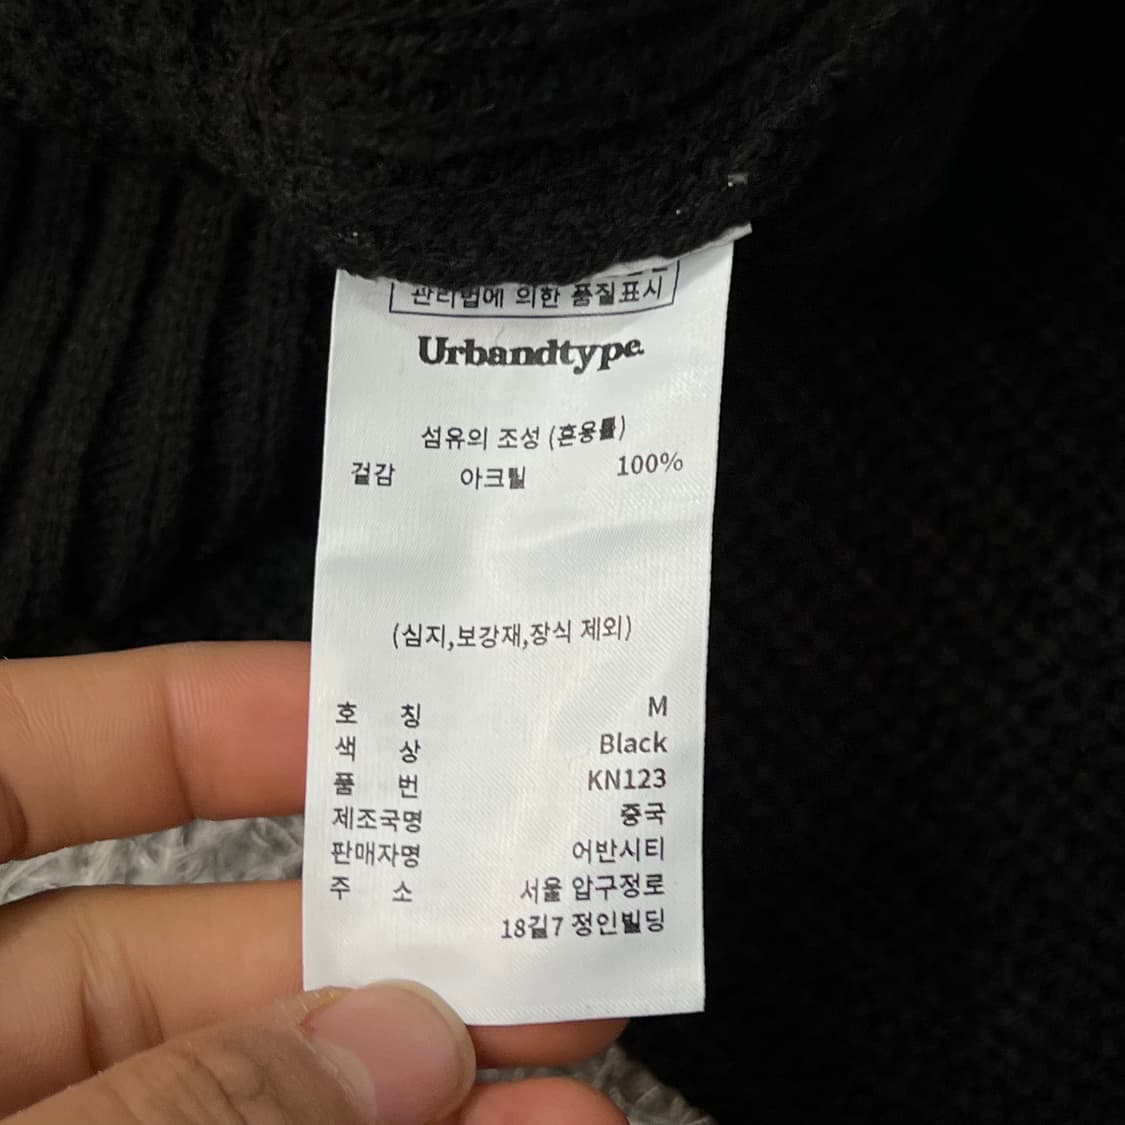 관리법에 의한 품질표시
Urbandtype
섬유의 조성 (혼용률)
겉감 아크릴 100%
(심지,보강재,장식 제외)
호 칭 M
색 상 Black
품 번 KN123
제조국명 중국
판매자명 어반시티
주 소 서울 압구정로
18길7 정인빌딩